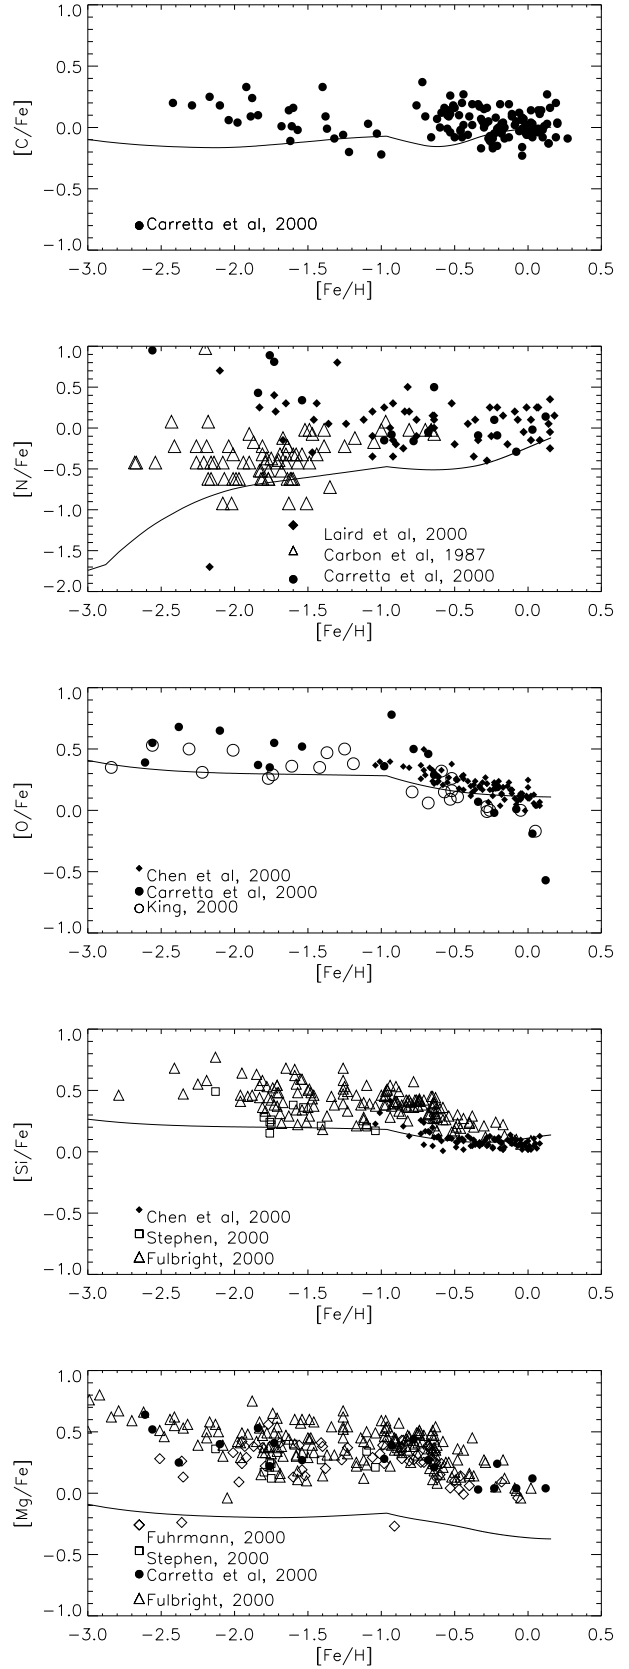 1.0
0.5
0.0
−0.5
−1.0
[C/Fe]
Carretta et al, 2000
−3.0 −2.5 −2.0 −1.5 −1.0 −0.5 0.0 0.5
[Fe/H]
1.0
0.5
0.0
−0.5
−1.0
−1.5
−2.0
[N/Fe]
Laird et al, 2000
Carbon et al, 1987
Carretta et al, 2000
−3.0 −2.5 −2.0 −1.5 −1.0 −0.5 0.0 0.5
[Fe/H]
1.0
0.5
0.0
−0.5
−1.0
[O/Fe]
Chen et al, 2000
Carretta et al, 2000
King, 2000
−3.0 −2.5 −2.0 −1.5 −1.0 −0.5 0.0 0.5
[Fe/H]
1.0
0.5
0.0
−0.5
−1.0
[Si/Fe]
Chen et al, 2000
Stephen, 2000
Fulbright, 2000
−3.0 −2.5 −2.0 −1.5 −1.0 −0.5 0.0 0.5
[Fe/H]
1.0
0.5
0.0
−0.5
−1.0
[Mg/Fe]
Fuhrmann, 2000
Stephen, 2000
Carretta et al, 2000
Fulbright, 2000
−3.0 −2.5 −2.0 −1.5 −1.0 −0.5 0.0 0.5
[Fe/H]